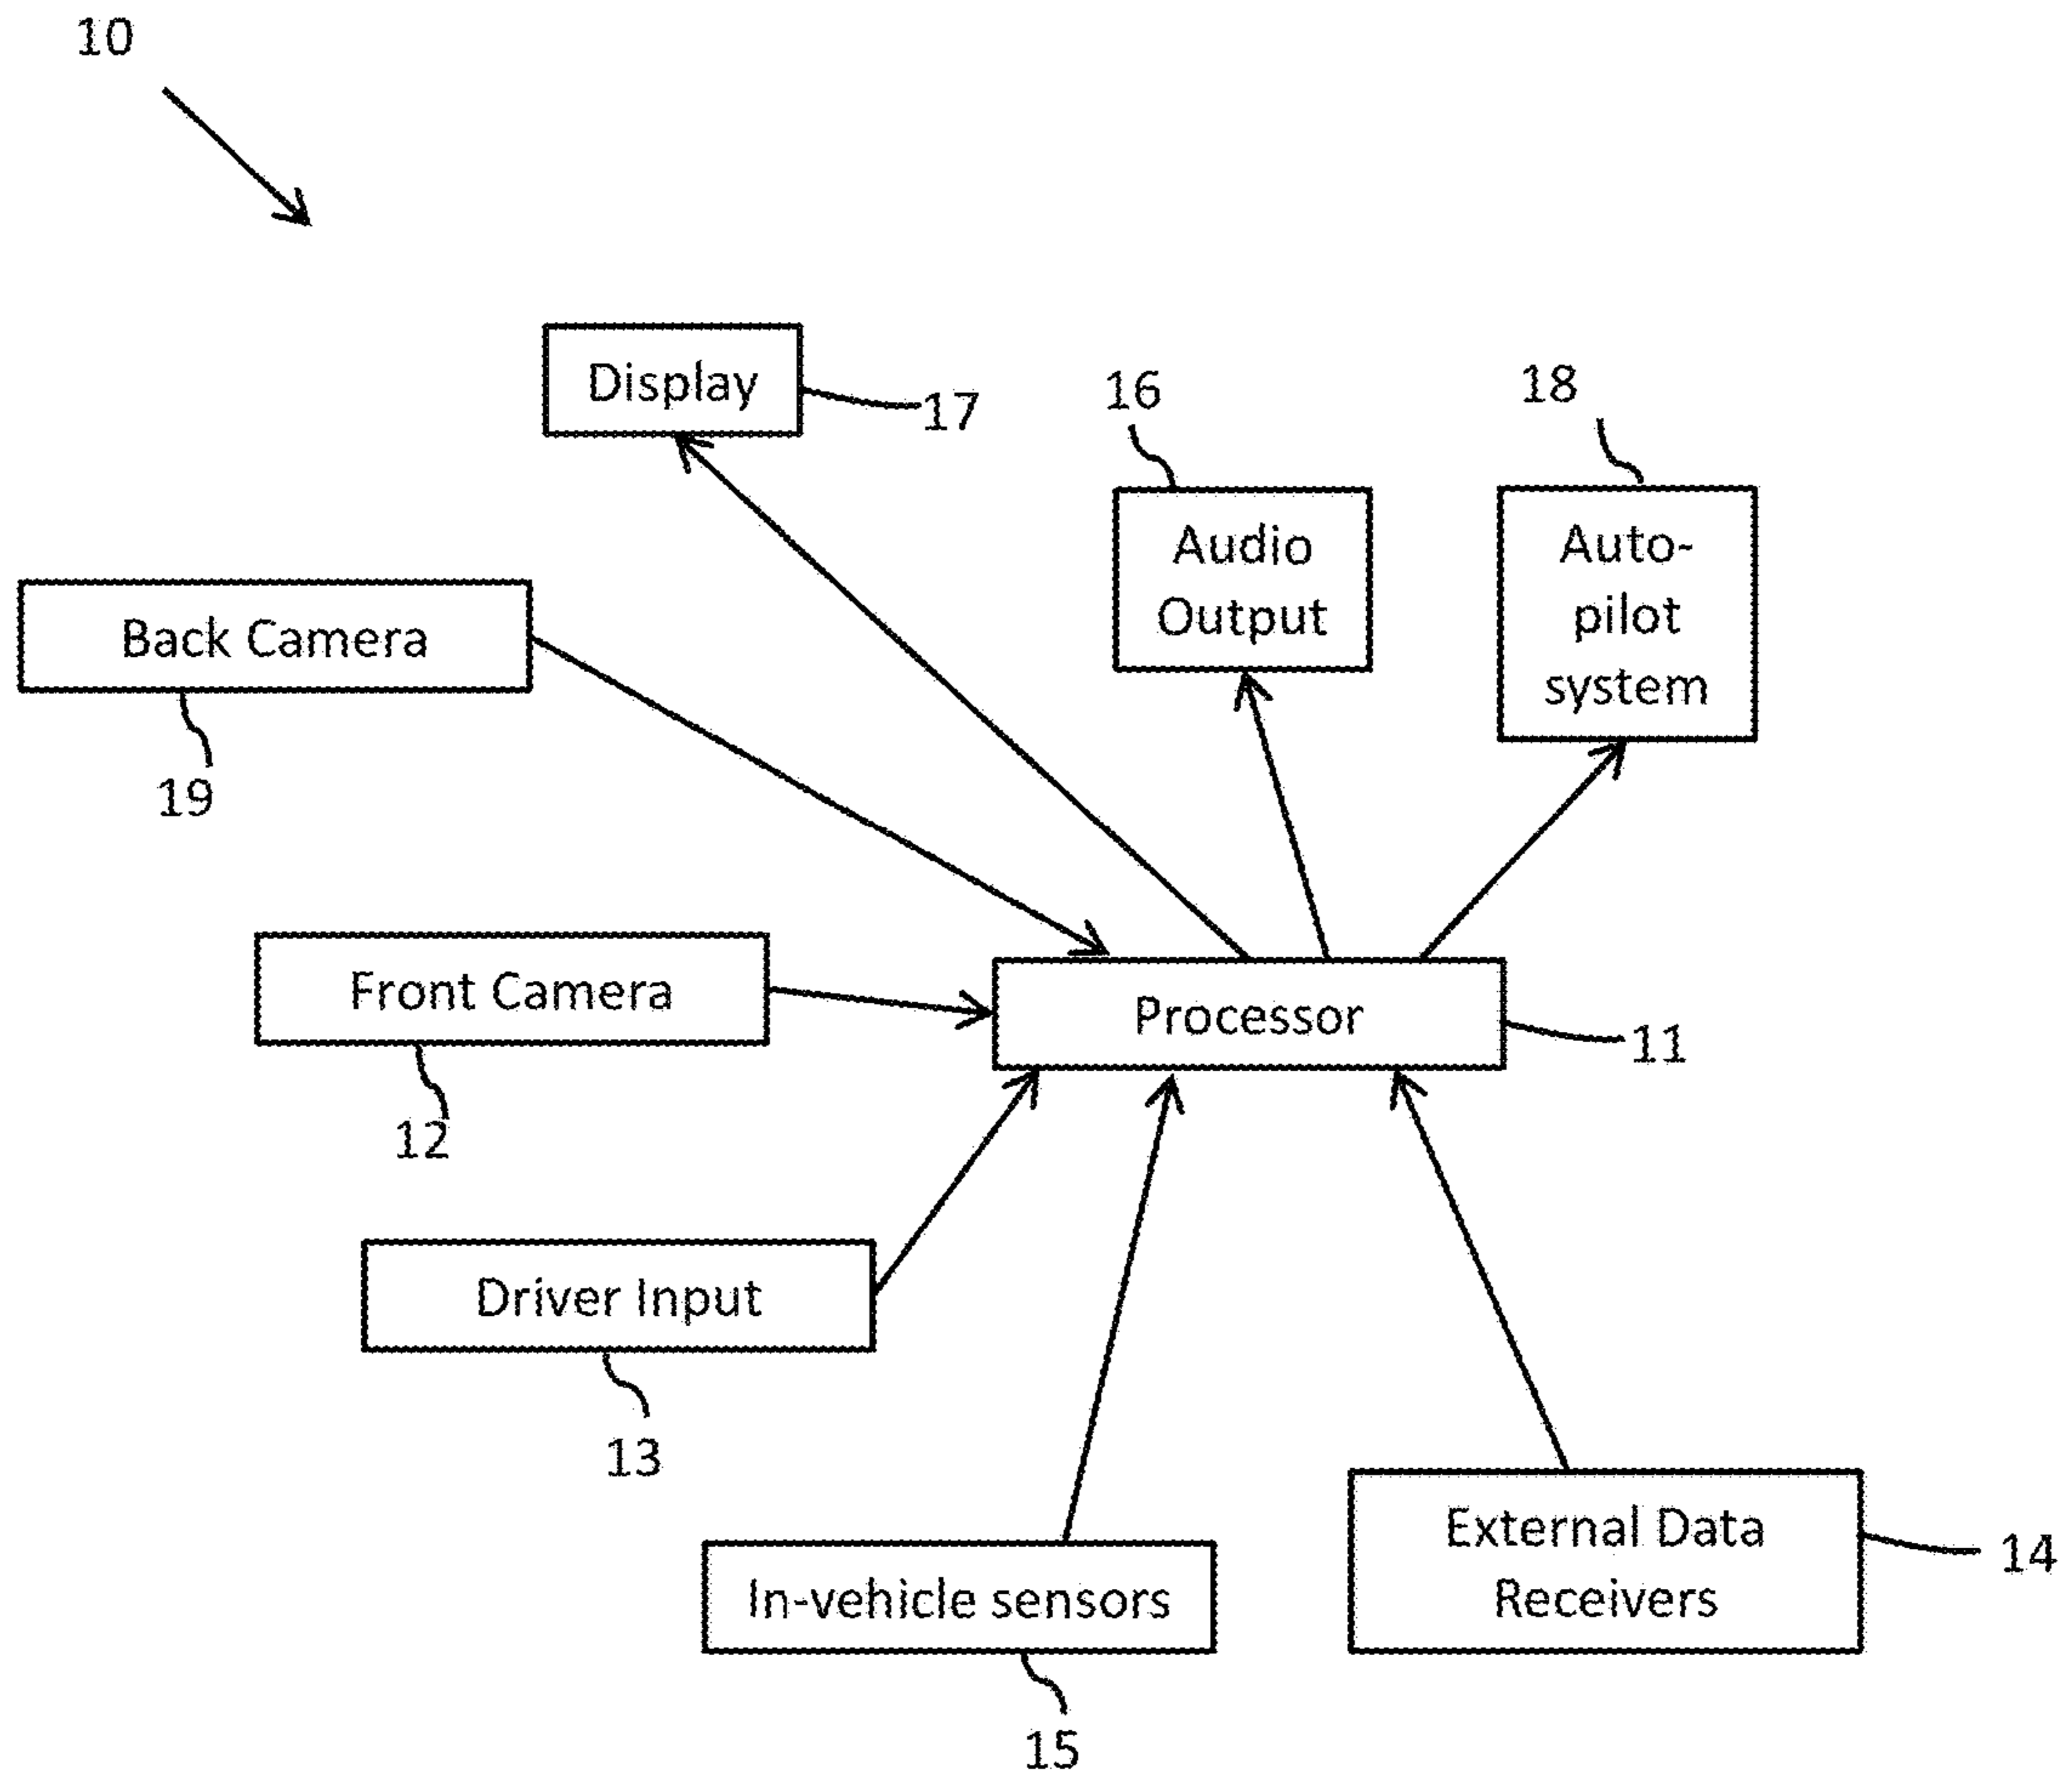 10
Display
17
16
18
Audio
Output
Auto-
pilot
system
Back Camera
19
Front Camera
12
Processor
11
Driver Input
13
In-vehicle sensors
15
External Data
Receivers
14